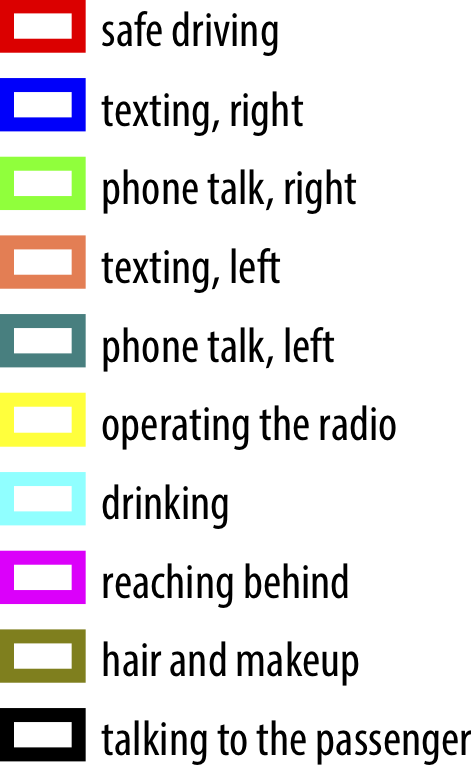 safe driving
texting, right
phone talk, right
texting, left
phone talk, left
operating the radio
drinking
reaching behind
hair and makeup
talking to the passenger